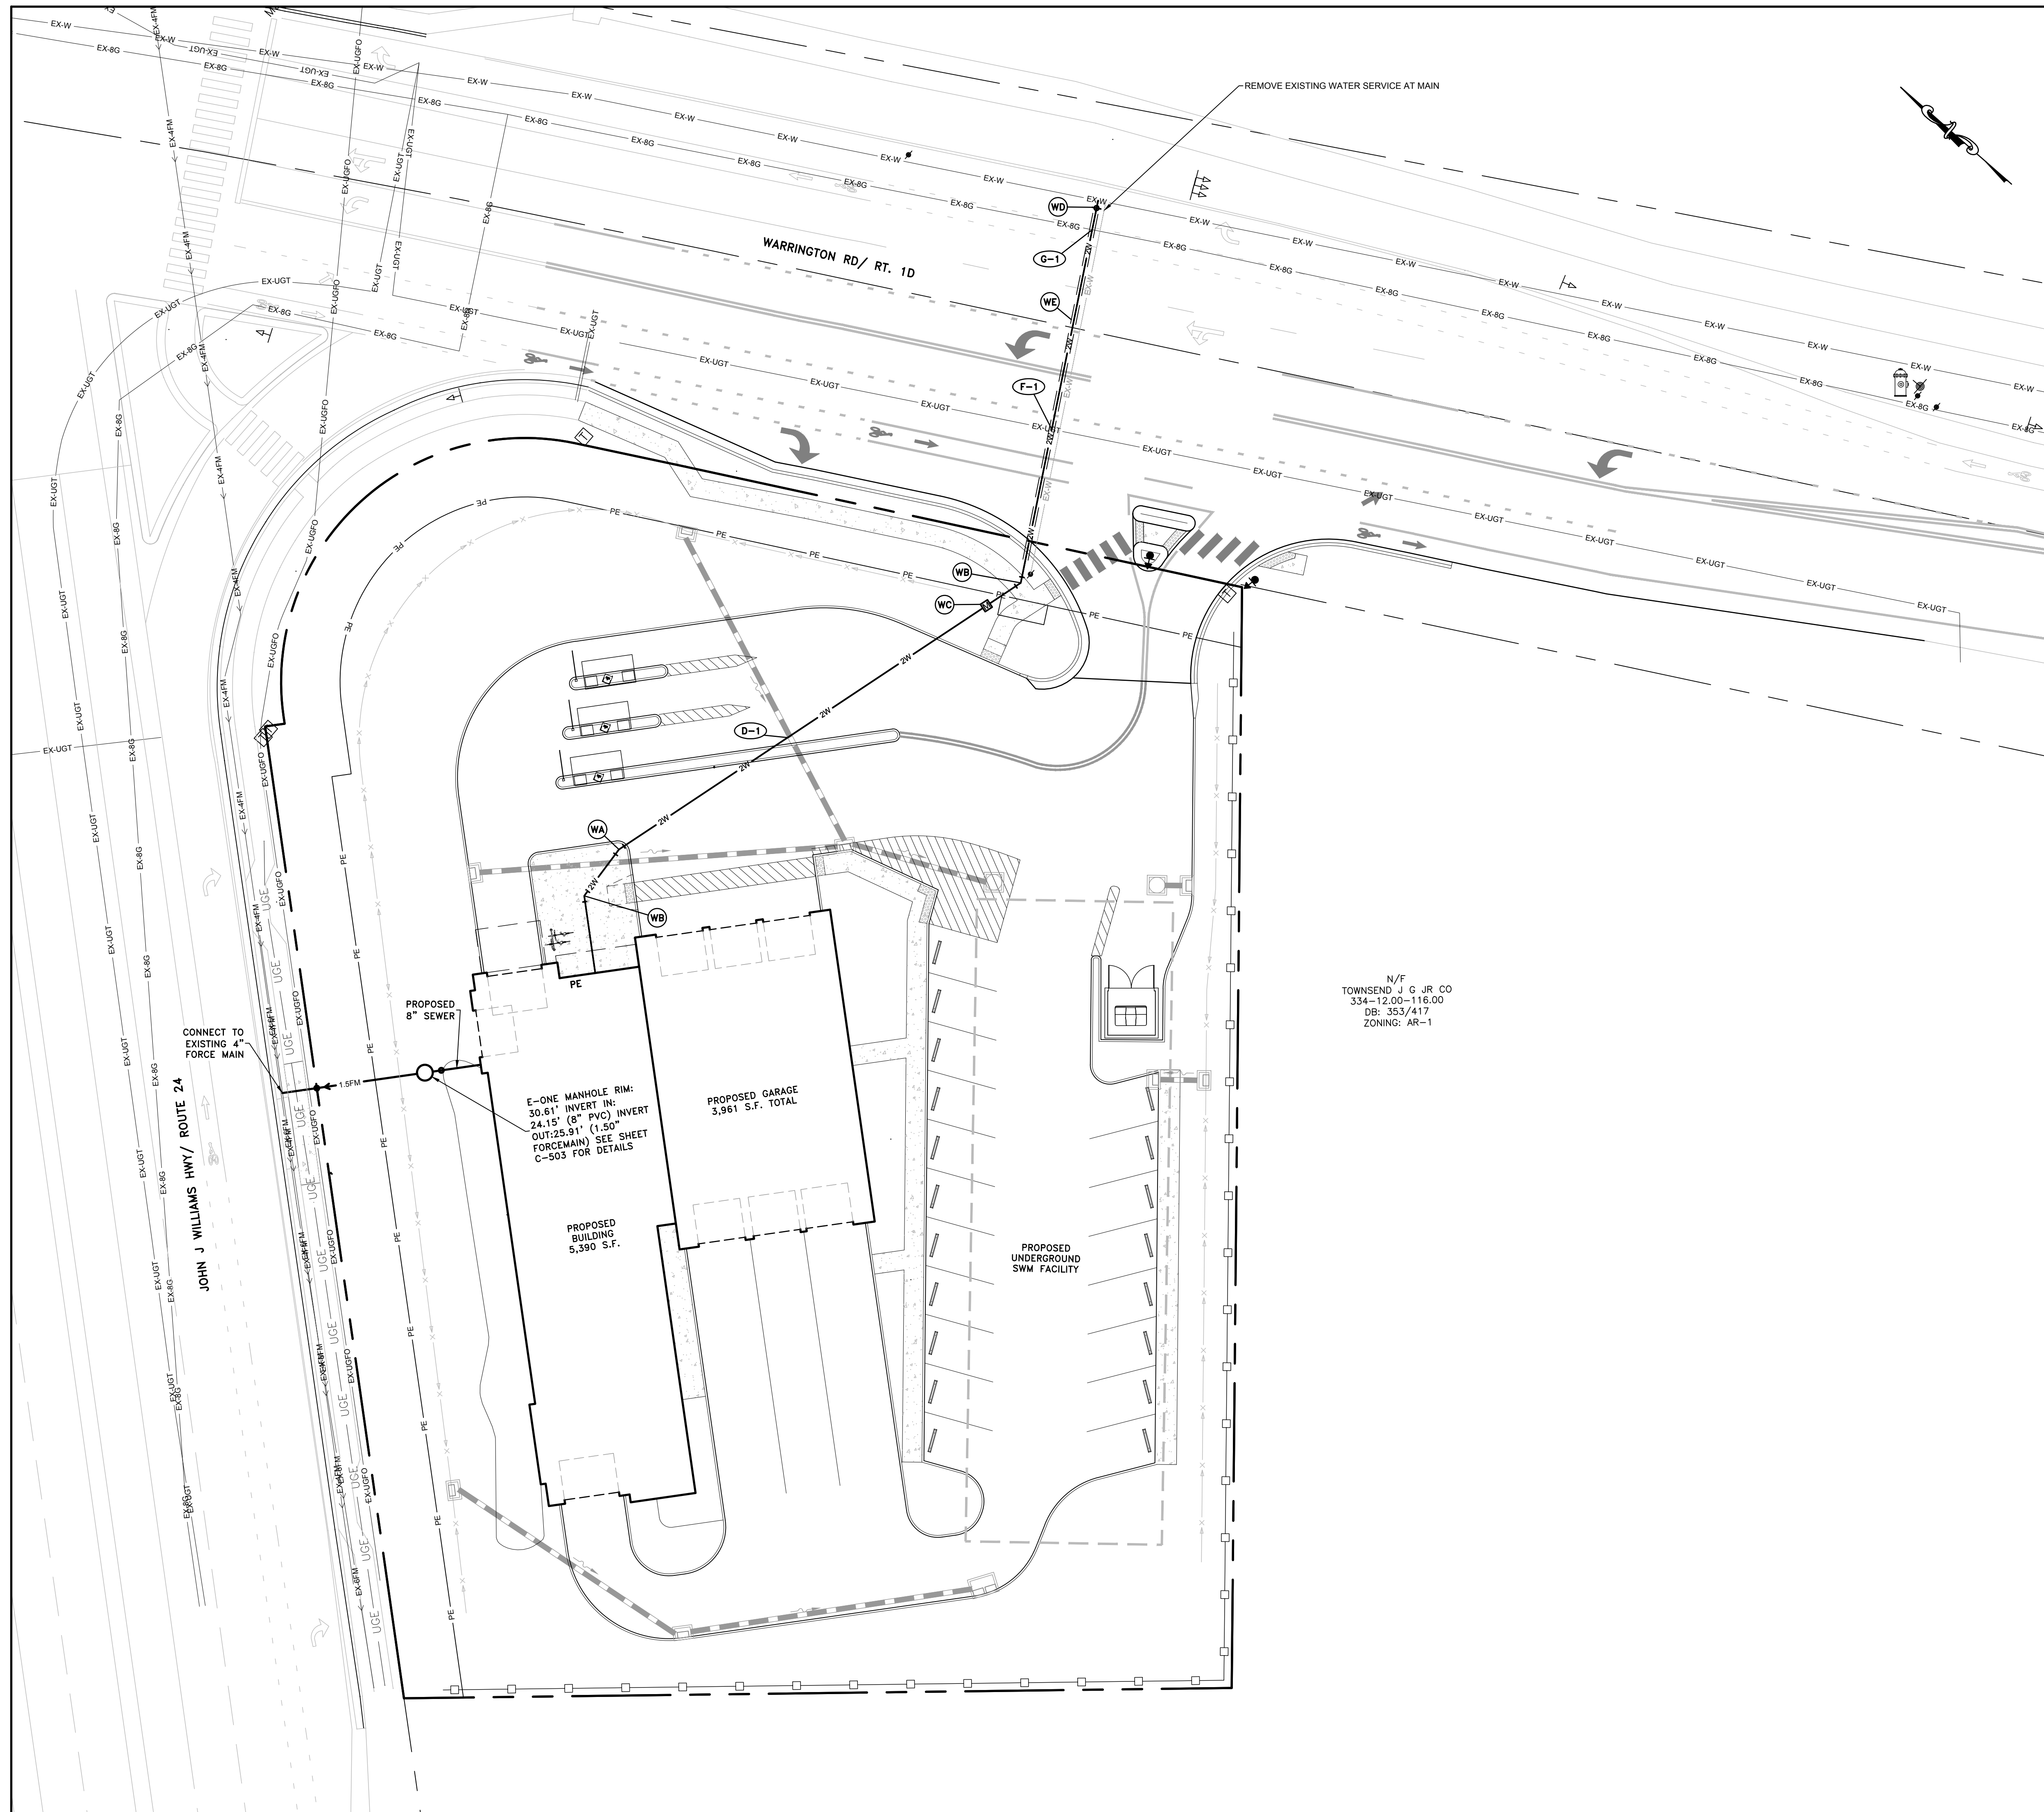 REMOVE EXISTING WATER SERVICE AT MAIN
EX-W
EX-8G
EX-4FM
EX-UGT
EX-UGFO
WARRINGTON RD/ RT. 1D
WD
G-1
2W
WE
F-1
EX-W
WB
WC
PE
D-1
2W
WA
2W
WB
PE
PROPOSED
8" SEWER
CONNECT TO
EXISTING 4"
FORCE MAIN
1.5FM
E-ONE MANHOLE RIM:
30.61' INVERT IN:
24.15' (8" PVC) INVERT
OUT:25.91' (1.50"
FORCEMAIN) SEE SHEET
C-503 FOR DETAILS
PROPOSED GARAGE
3,961 S.F. TOTAL
PROPOSED
BUILDING
5,390 S.F.
PROPOSED
UNDERGROUND
SWM FACILITY
N/F
TOWNSEND J G JR CO
334-12.00-116.00
DB: 353/417
ZONING: AR-1
JOHN J WILLIAMS HWY/ ROUTE 24
UGE